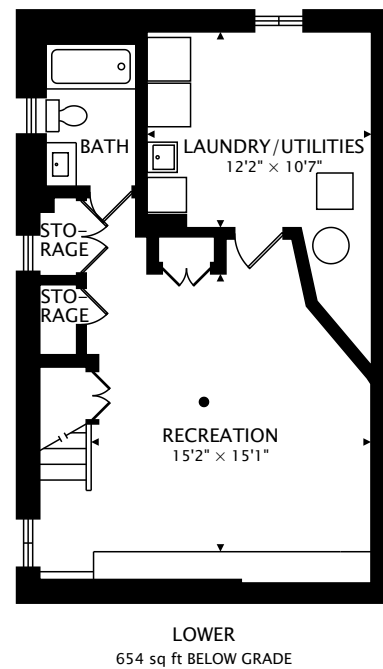 BATH
LAUNDRY/UTILITIES
12'2" × 10'7"
STO-
RAGE
STO-
RAGE
RECREATION
15'2" × 15'1"
LOWER
654 sq ft BELOW GRADE